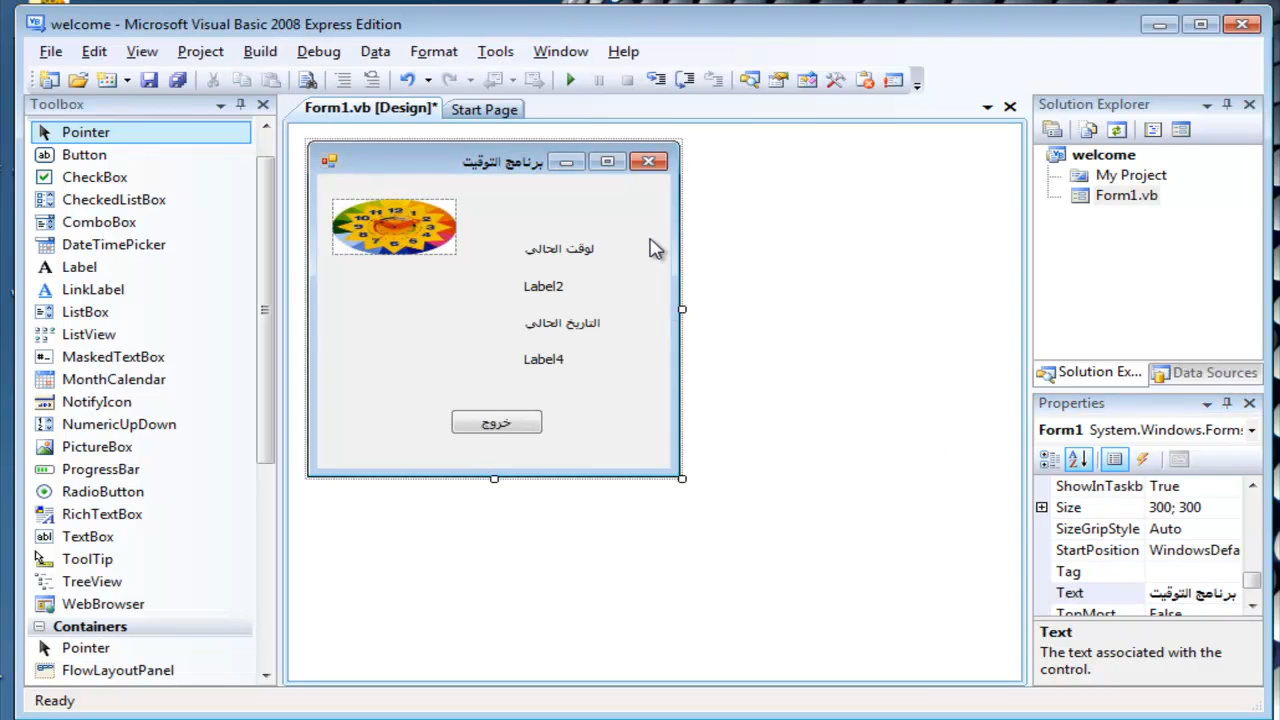 welcome - Microsoft Visual Basic 2008 Express Edition
File Edit View Project Build Debug Data Format Tools Window Help
Toolbox
Pointer
Button
CheckBox
CheckedListBox
ComboBox
DateTimePicker
Label
LinkLabel
ListBox
ListView
MaskedTextBox
MonthCalendar
NotifyIcon
NumericUpDown
PictureBox
ProgressBar
RadioButton
RichTextBox
TextBox
ToolTip
TreeView
WebBrowser
Containers
Pointer
FlowLayoutPanel
Form1.vb [Design]* Start Page
برنامج التوقيت
لوقت الحالي
Label2
التاريخ الحالي
Label4
خروج
Solution Explorer
welcome
My Project
Form1.vb
Solution Ex... Data Sources
Properties
Form1 System.Windows.Forms
ShowInTaskb True
Size 300; 300
SizeGripStyle Auto
StartPosition WindowsDefa
Tag
Text برنامج التوقيت
TopMost False
Text
The text associated with the
control.
Ready